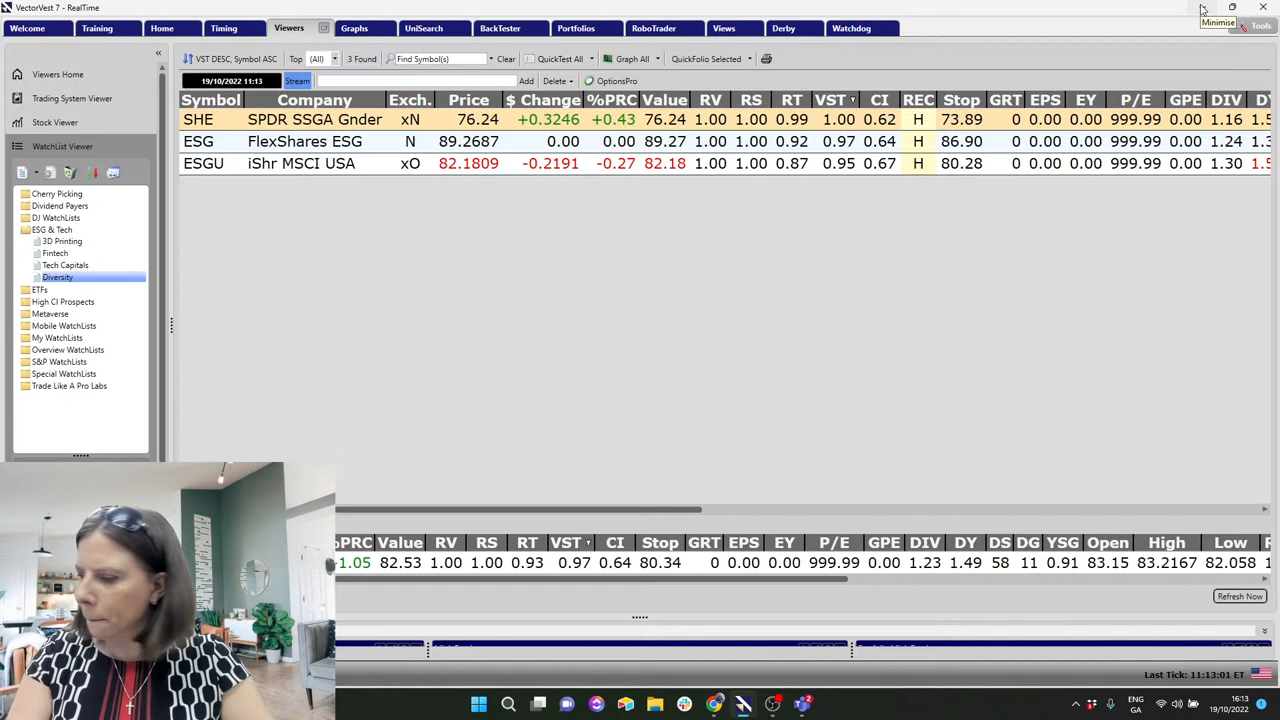 VectorVest 7 - RealTime
Minimise
Welcome Training Home Timing Viewers Graphs UniSearch BackTester Portfolios RoboTrader Views Derby Watchdog Tools
VST DESC, Symbol ASC Top (All) 3 Found Find Symbol(s) Clear QuickTest All Graph All QuickFolio Selected
19/10/2022 11:13 Stream Add Delete OptionsPro
Symbol Company Exch. Price $ Change %PRC Value RV RS RT VST CI REC Stop GRT EPS EY P/E GPE DIV
SHE SPDR SSGA Gnder xN 76.24 +0.3246 +0.43 76.24 1.00 1.00 0.99 1.00 0.62 H 73.89 0 0.00 0.00 999.99 0.00 1.16
ESG FlexShares ESG N 89.2687 0.00 0.00 89.27 1.00 1.00 0.92 0.97 0.64 H 86.90 0 0.00 0.00 999.99 0.00 1.24
ESGU iShr MSCI USA xO 82.1809 -0.2191 -0.27 82.18 1.00 1.00 0.87 0.95 0.67 H 80.28 0 0.00 0.00 999.99 0.00 1.30
Viewers Home
Trading System Viewer
Stock Viewer
WatchList Viewer
Cherry Picking
Dividend Payers
DJ WatchLists
ESG & Tech
3D Printing
Fintech
Tech Capitals
Diversity
ETFs
High CI Prospects
Metaverse
Mobile WatchLists
My WatchLists
Overview WatchLists
S&P WatchLists
Special WatchLists
Trade Like A Pro Labs
Value RV RS RT VST CI Stop GRT EPS EY P/E GPE DIV DY DS DG YSG Open High Low
82.53 1.00 1.00 0.93 0.97 0.64 80.34 0 0.00 0.00 999.99 0.00 1.23 1.49 58 11 0.91 83.15 83.2167 82.058
Refresh Now
Last Tick: 11:13:01 ET
ENG
GA
16:13
19/10/2022